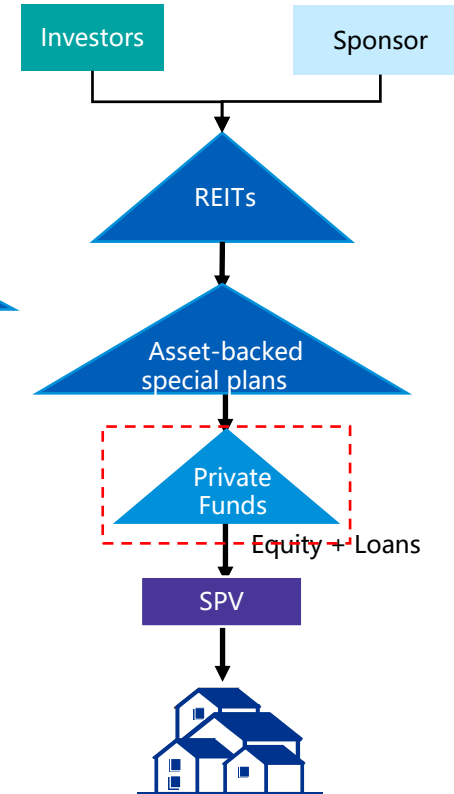 Investors
Sponsor
REITs
Asset-backed
special plans
Private
Funds
Equity + Loans
SPV